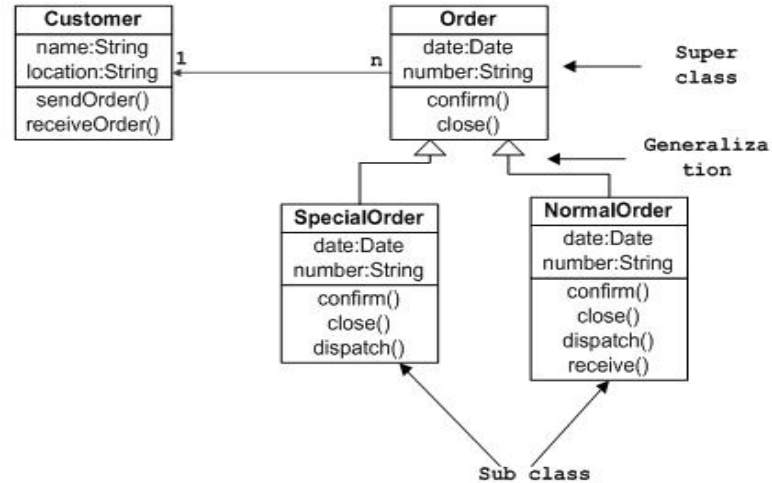 Customer
name:String
location:String
sendOrder()
receiveOrder()
1
n
Order
date:Date
number:String
confirm()
close()
Super
class
Generaliza
tion
SpecialOrder
date:Date
number:String
confirm()
close()
dispatch()
NormalOrder
date:Date
number:String
confirm()
close()
dispatch()
receive()
Sub class